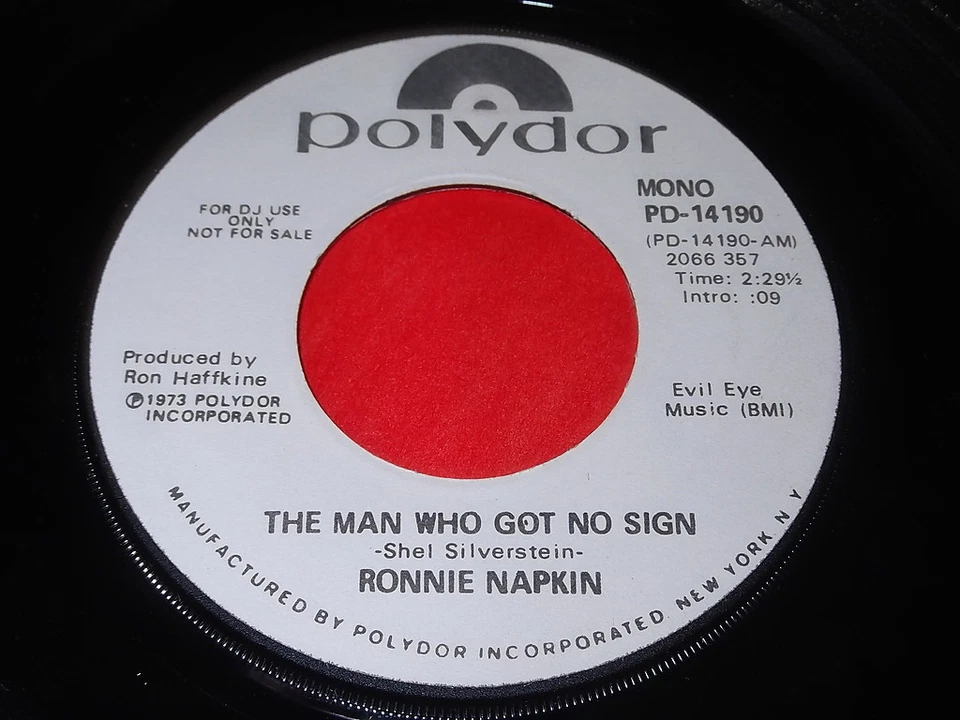 polydor
MONO
PD-14190
(PD-14190-AM)
2066 357
Time: 2:29½
Intro: :09
FOR DJ USE
ONLY
NOT FOR SALE
Produced by
Ron Haffkine
℗1973 POLYDOR
INCORPORATED
Evil Eye
Music (BMI)
THE MAN WHO GOT NO SIGN
-Shel Silverstein-
RONNIE NAPKIN
MANUFACTURED BY POLYDOR INCORPORATED NEW YORK N Y